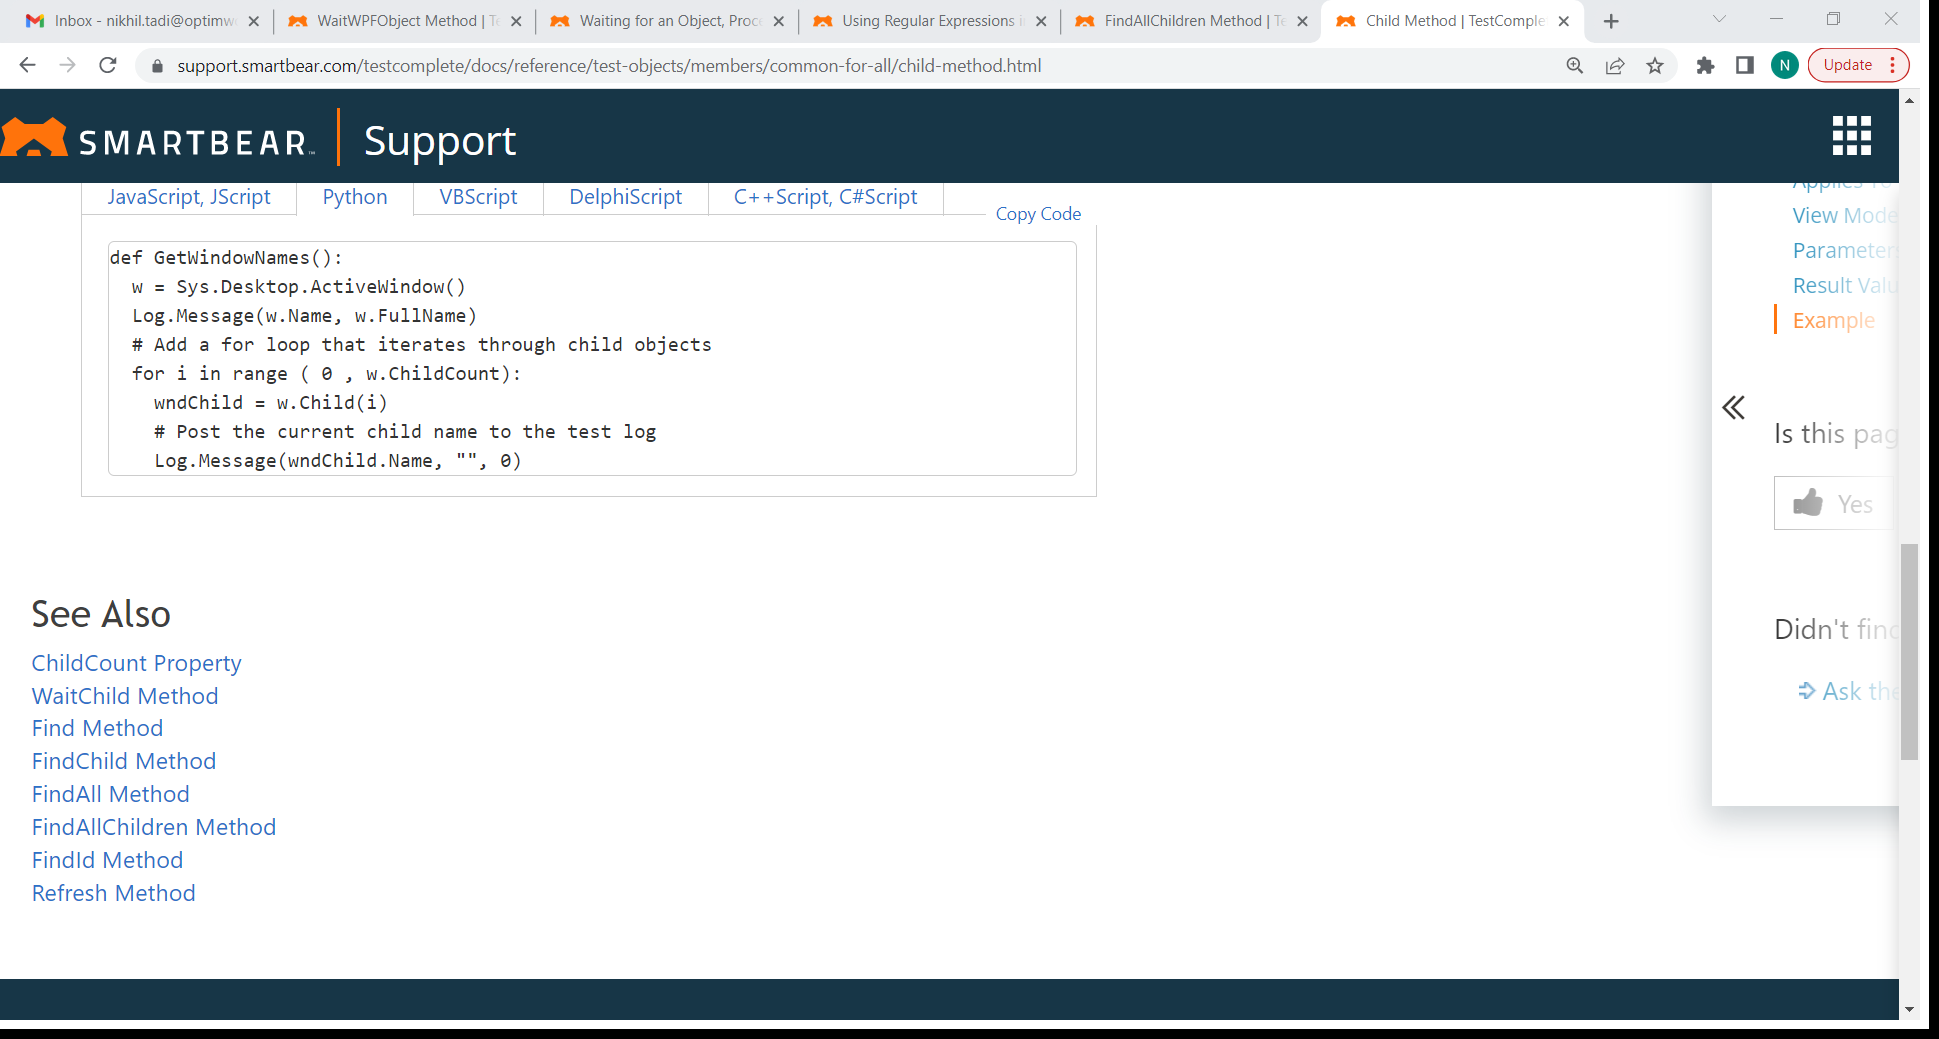 Inbox - nikhil.tadi@optimw
WaitWPFObject Method | Te
Waiting for an Object, Proc
Using Regular Expressions i
FindAllChildren Method | Te
Child Method | TestComple
support.smartbear.com/testcomplete/docs/reference/test-objects/members/common-for-all/child-method.html
N
Update
SMARTBEAR
Support
JavaScript, JScript
Python
VBScript
DelphiScript
C++Script, C#Script
Copy Code
def GetWindowNames():
w = Sys.Desktop.ActiveWindow()
Log.Message(w.Name, w.FullName)
# Add a for loop that iterates through child objects
for i in range ( 0 , w.ChildCount):
wndChild = w.Child(i)
# Post the current child name to the test log
Log.Message(wndChild.Name, "", 0)
See Also
ChildCount Property
WaitChild Method
Find Method
FindChild Method
FindAll Method
FindAllChildren Method
FindId Method
Refresh Method
Applies To
View Mode
Parameters
Result Valu
Example
Is this pag
Yes
Didn't find
Ask the